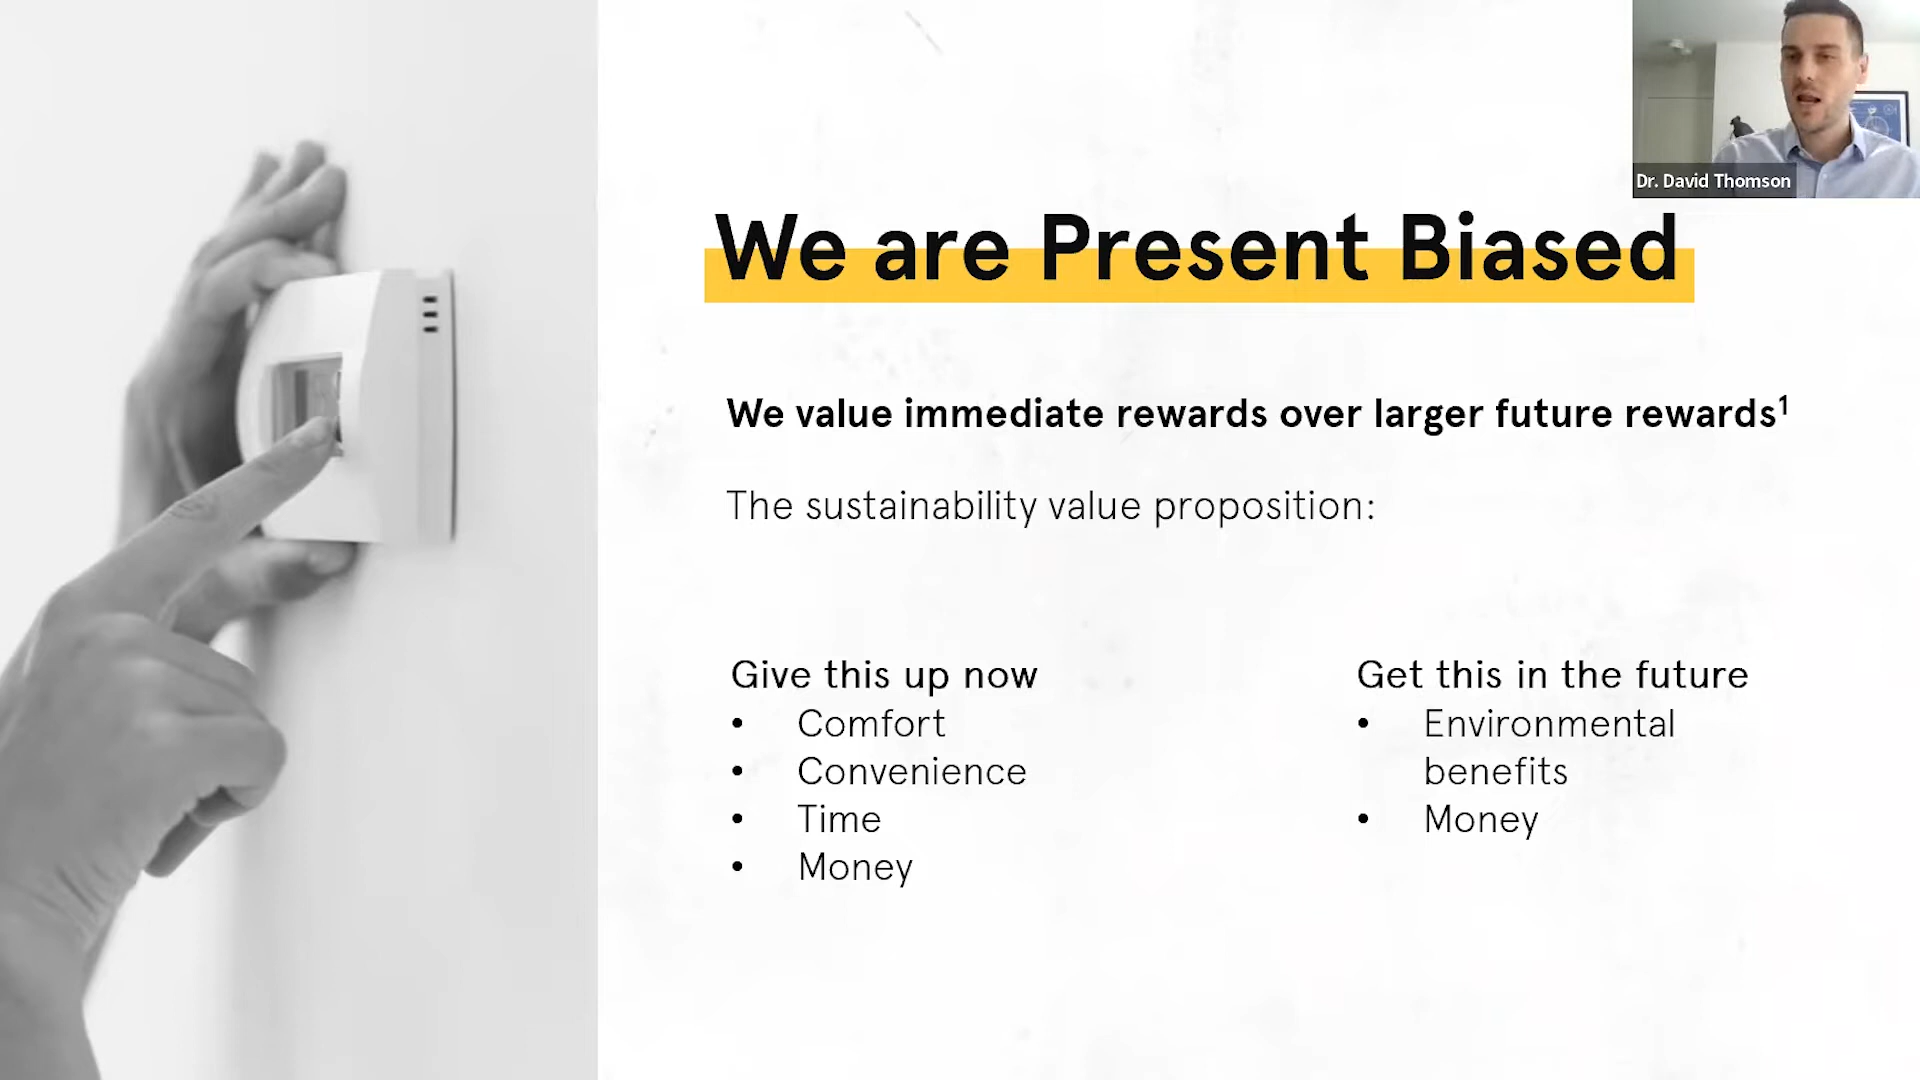 Dr. David Thomson
We are Present Biased
We value immediate rewards over larger future rewards¹
The sustainability value proposition:
Give this up now
• Comfort
• Convenience
• Time
• Money
Get this in the future
• Environmental
benefits
• Money